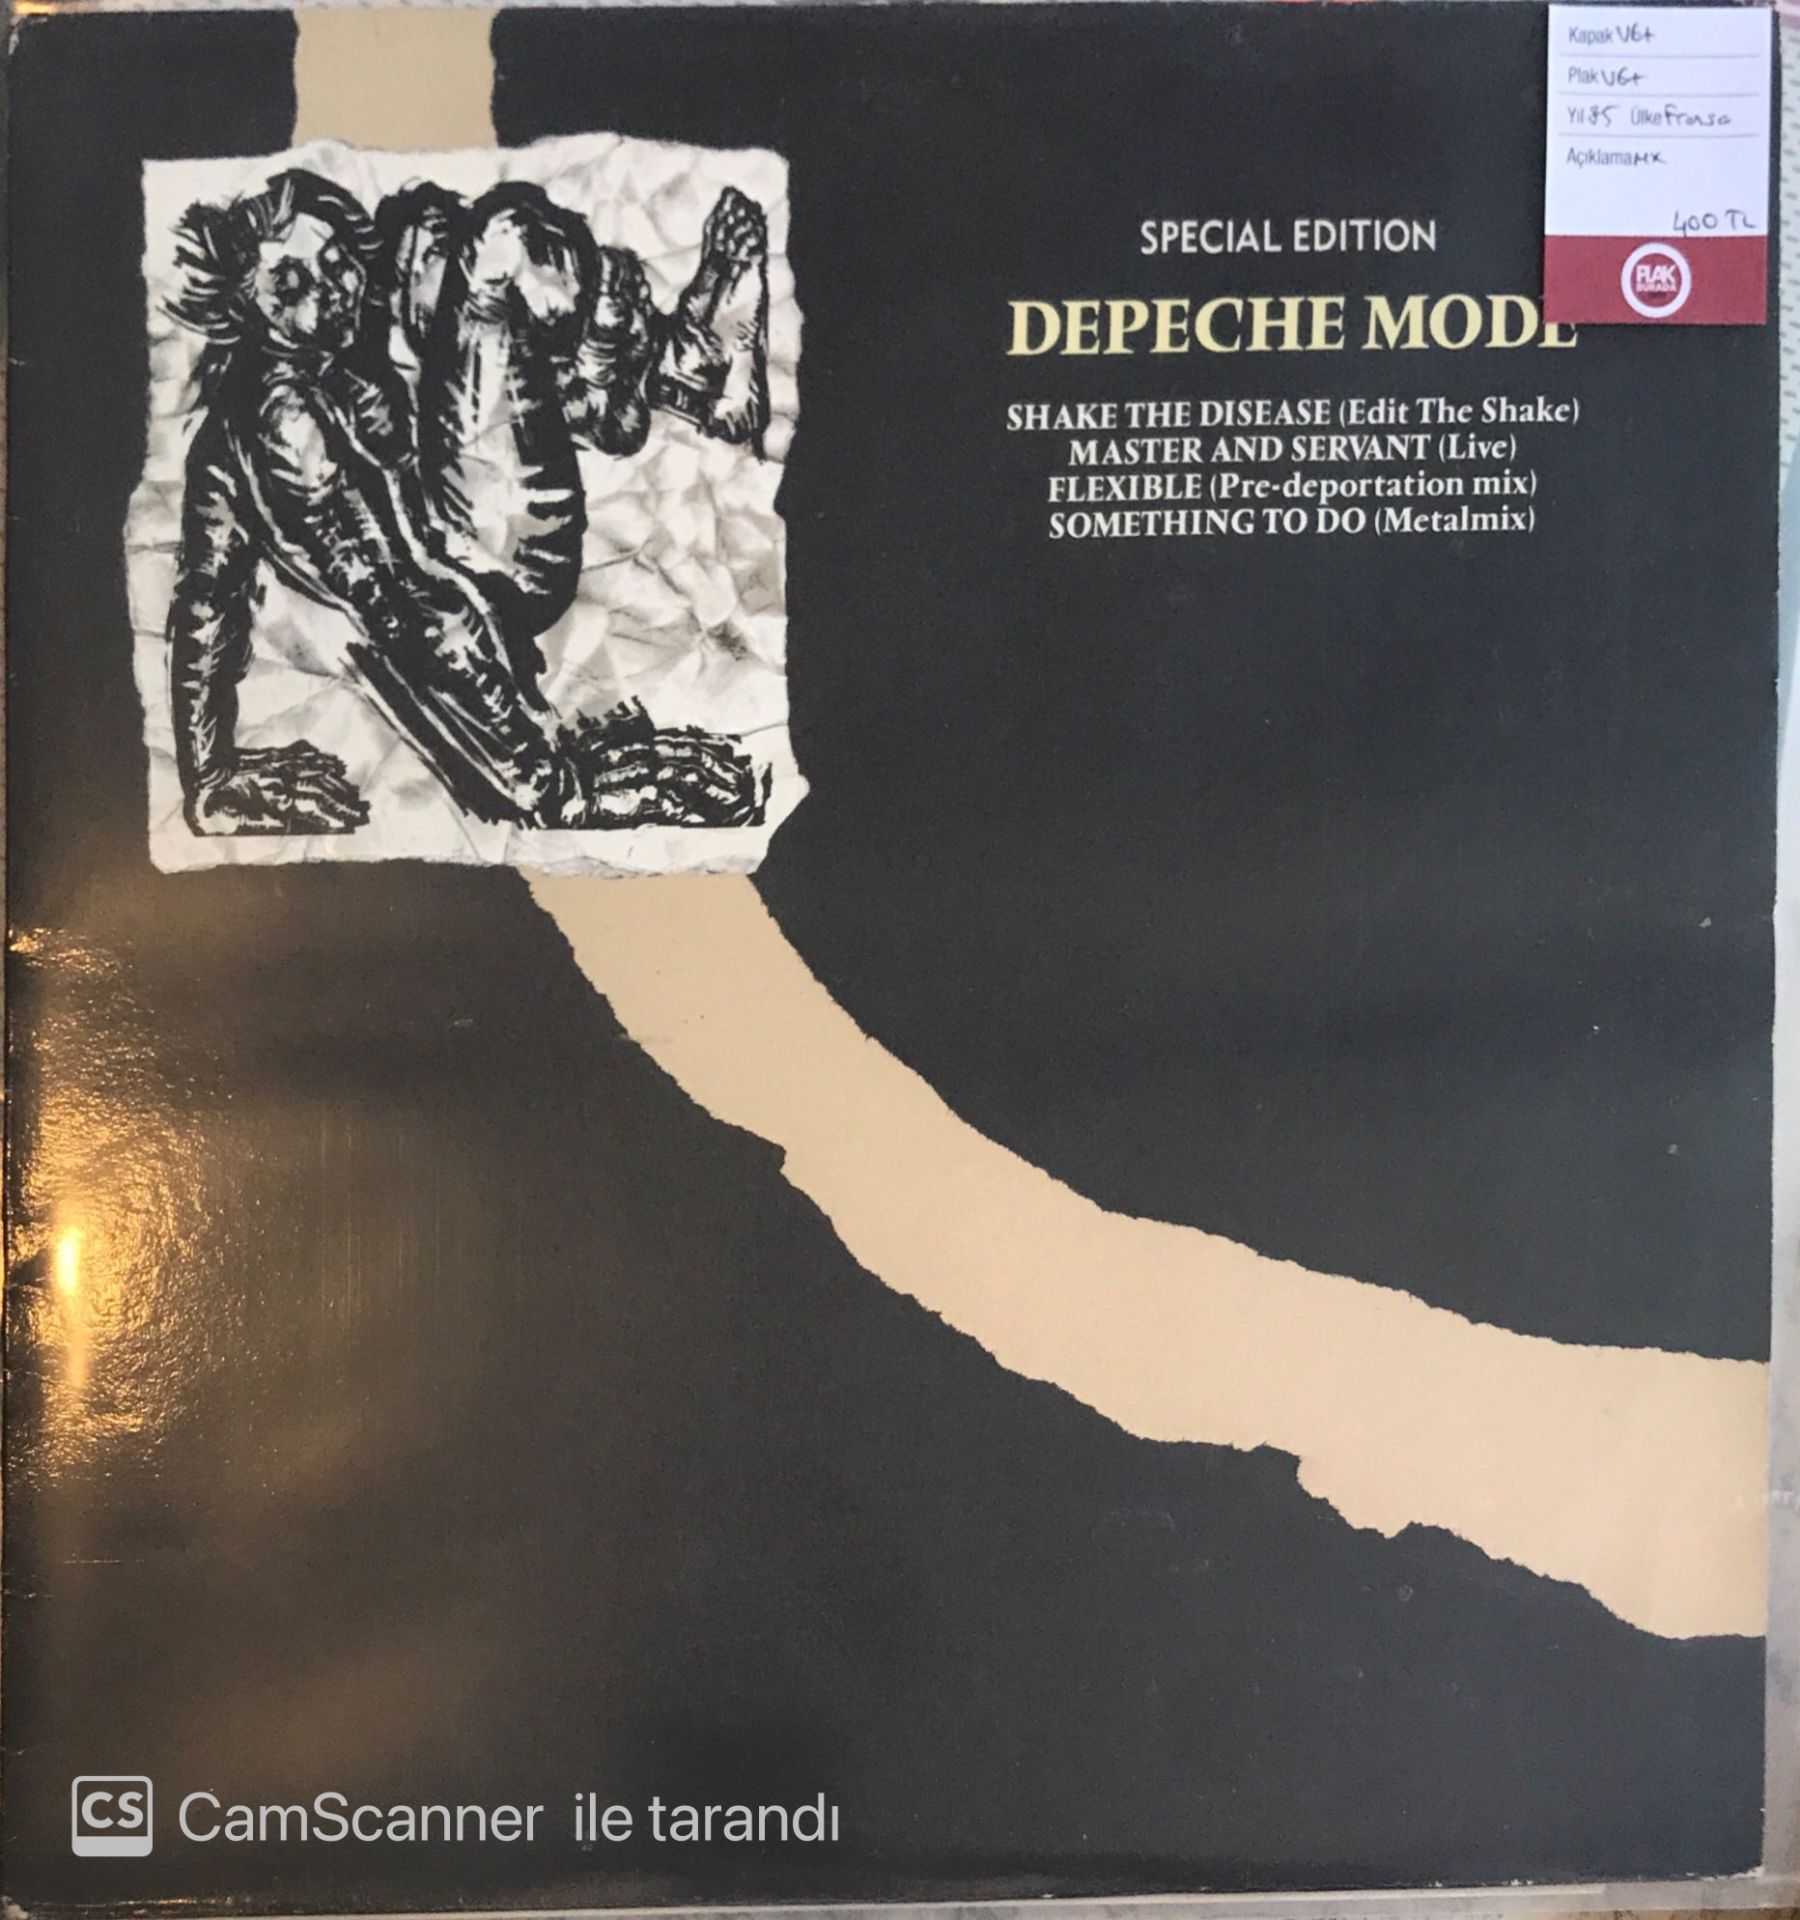 Kapak VG+
Plak VG+
Yıl 85 Ülke Fransa
Açıklama MX
400 TL
PLAK
BURADA
SPECIAL EDITION
DEPECHE MODE
SHAKE THE DISEASE (Edit The Shake)
MASTER AND SERVANT (Live)
FLEXIBLE (Pre-deportation mix)
SOMETHING TO DO (Metalmix)
CS CamScanner ile tarandı